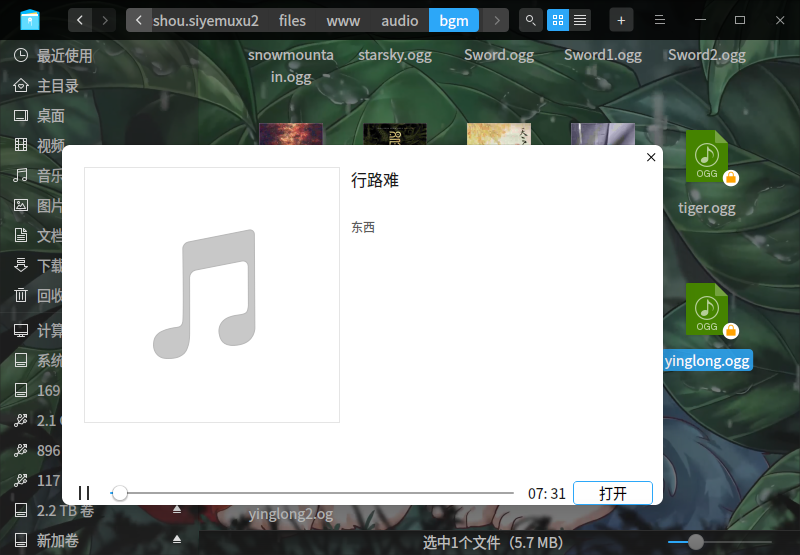 shou.siyemuxu2 files www audio bgm
最近使用
主目录
桌面
视频
音乐
图片
文档
下载
回收
计算
系统
169
2.1
896
117
2.2 TB 卷
新加卷
snowmounta
in.ogg
starsky.ogg
Sword.ogg
Sword1.ogg
Sword2.ogg
OGG
tiger.ogg
OGG
yinglong.ogg
行路难
东西
07: 31
打开
yinglong2.og
选中1个文件（5.7 MB）